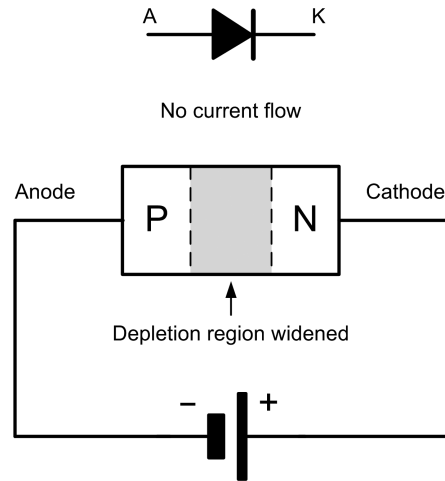 A K
No current flow
Anode Cathode
P N
Depletion region widened
− +